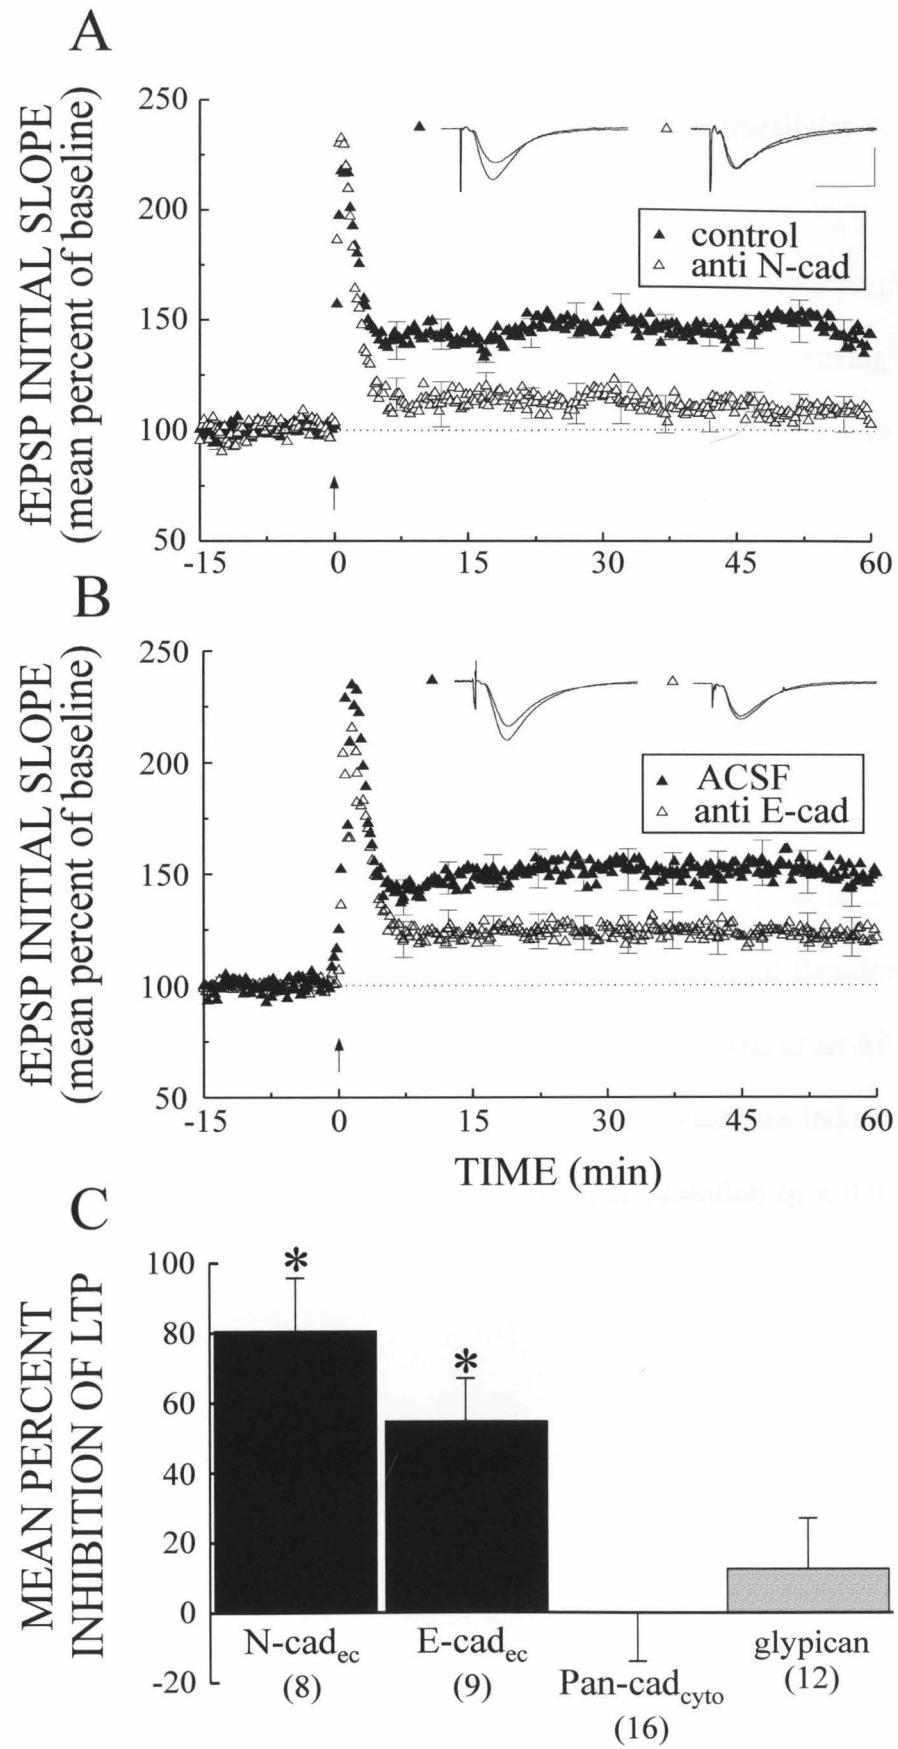 A
fEPSP INITIAL SLOPE
(mean percent of baseline)
250
200
150
100
50
▲ control
△ anti N-cad
-15 0 15 30 45 60
B
fEPSP INITIAL SLOPE
(mean percent of baseline)
250
200
150
100
50
▲ ACSF
△ anti E-cad
-15 0 15 30 45 60
TIME (min)
C
MEAN PERCENT
INHIBITION OF LTP
100
80
60
40
20
0
-20
* *
N-cadec E-cadec Pan-cadcyto glypican
(8) (9) (16) (12)